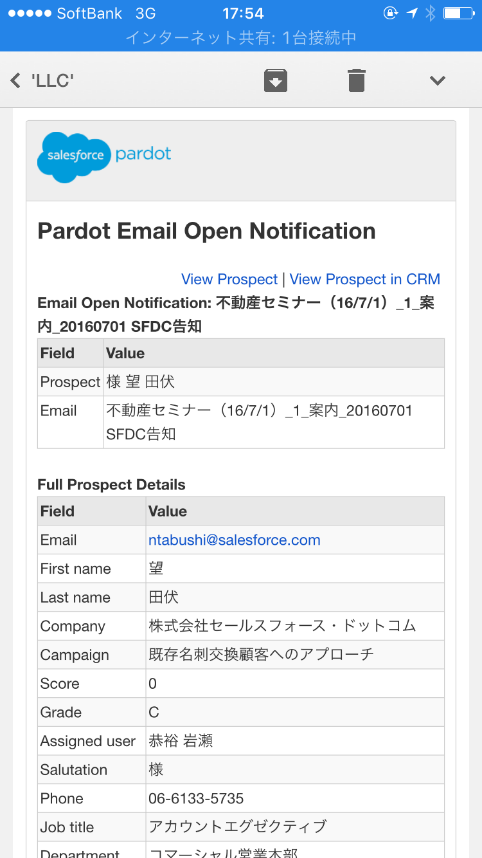 SoftBank 3G 17:54
インターネット共有: 1台接続中
'LLC'
salesforce pardot
Pardot Email Open Notification
View Prospect | View Prospect in CRM
Email Open Notification: 不動産セミナー（16/7/1）_1_案
内_20160701 SFDC告知
Field Value
Prospect 様 望 田伏
Email 不動産セミナー（16/7/1）_1_案内_20160701
SFDC告知
Full Prospect Details
Field Value
Email ntabushi@salesforce.com
First name 望
Last name 田伏
Company 株式会社セールスフォース・ドットコム
Campaign 既存名刺交換顧客へのアプローチ
Score 0
Grade C
Assigned user 恭裕 岩瀬
Salutation 様
Phone 06-6133-5735
Job title アカウントエグゼクティブ
Department コマーシャル営業本部